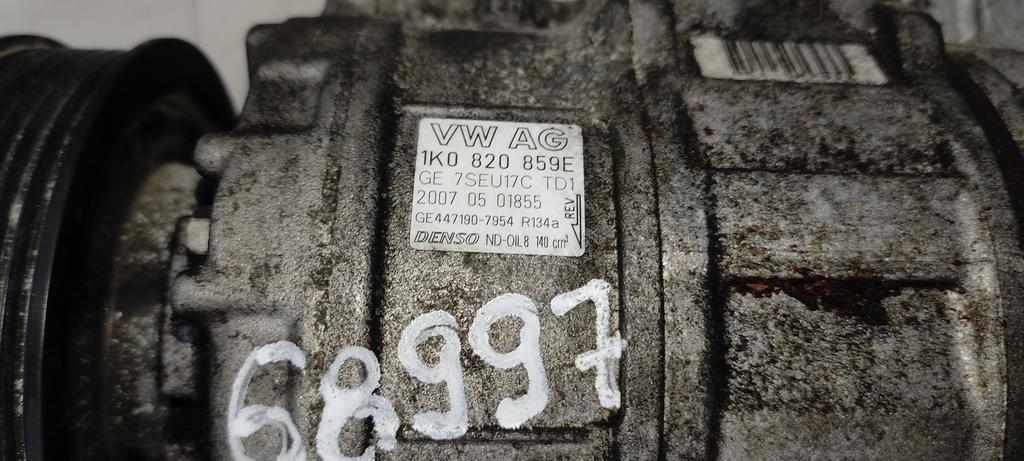 VW AG
1K0 820 859E
GE 7SEU17C TD1
2007 05 01855
REV
GE447190-7954 R134a
DENSO ND-OIL8 140 cm³
68997